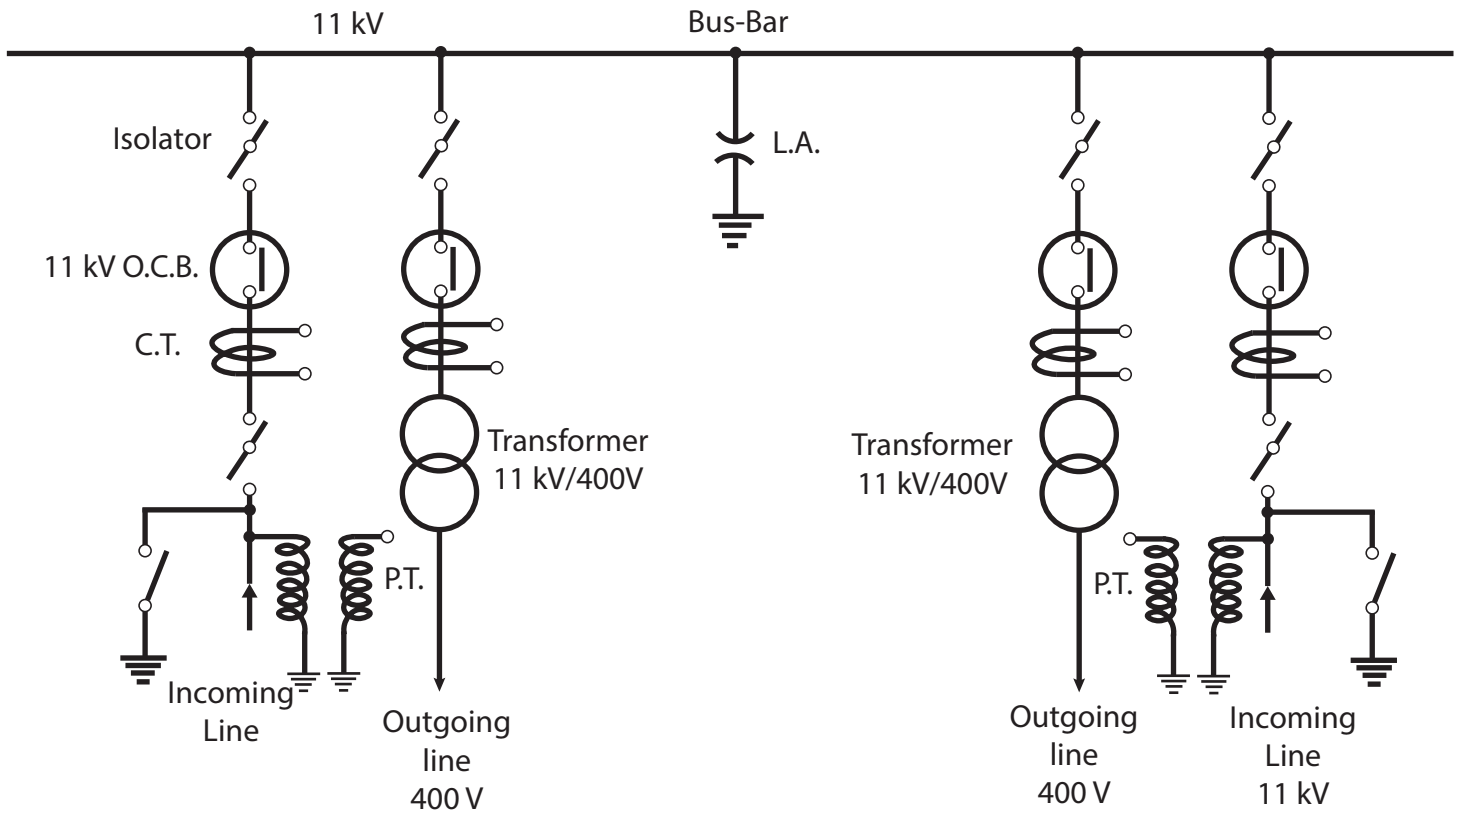 11 kV
Bus-Bar
Isolator
L.A.
11 kV O.C.B.
C.T.
Transformer
11 kV/400V
Transformer
11 kV/400V
P.T.
P.T.
Incoming
Line
Outgoing
line
400 V
Outgoing
line
400 V
Incoming
Line
11 kV